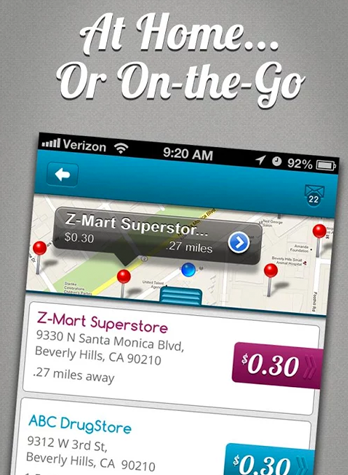 At Home...
Or On-the-Go
Verizon 9:20 AM 92%
22
Z-Mart Superstor...
$0.30 .27 miles
Z-Mart Superstore
9330 N Santa Monica Blvd,
Beverly Hills, CA 90210
$0.30
.27 miles away
ABC DrugStore
9312 W 3rd St,
Beverly Hills, CA 90210
$0.30